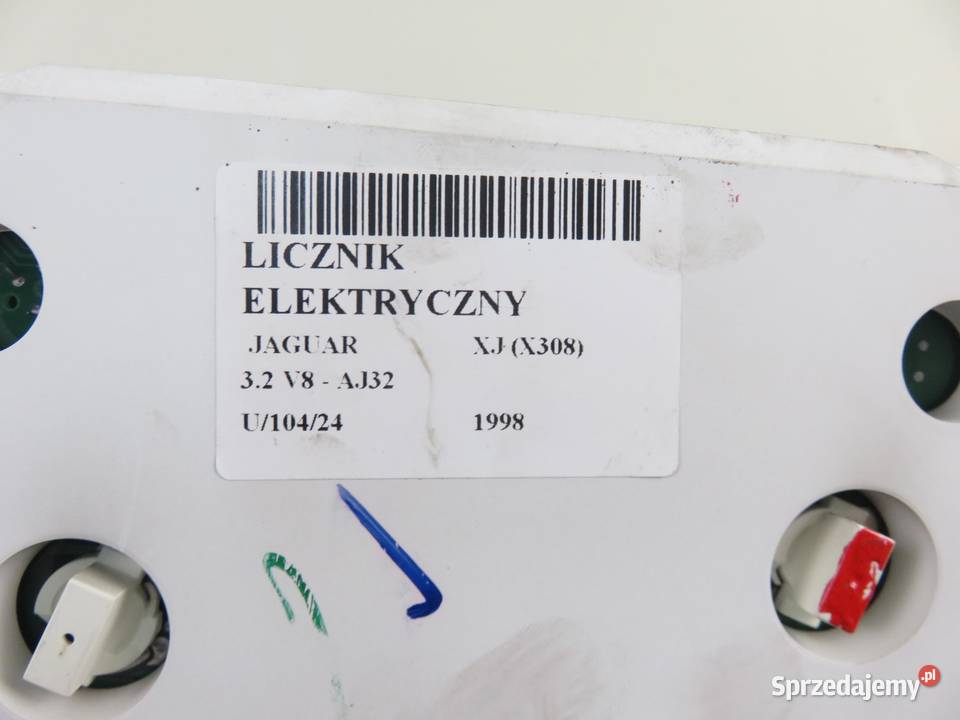 LICZNIK
ELEKTRYCZNY
JAGUAR XJ (X308)
3.2 V8 - AJ32
U/104/24 1998
Sprzedajemy.pl